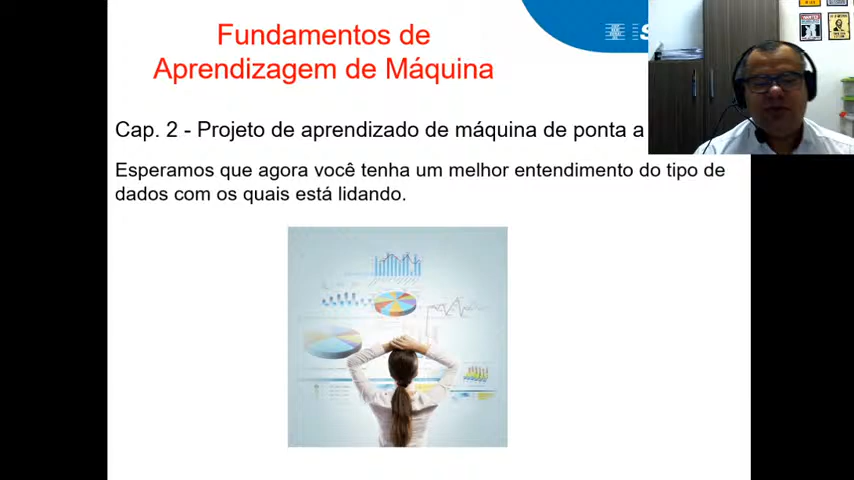 Fundamentos de
Aprendizagem de Máquina
Cap. 2 - Projeto de aprendizado de máquina de ponta a
Esperamos que agora você tenha um melhor entendimento do tipo de
dados com os quais está lidando.
WANTED